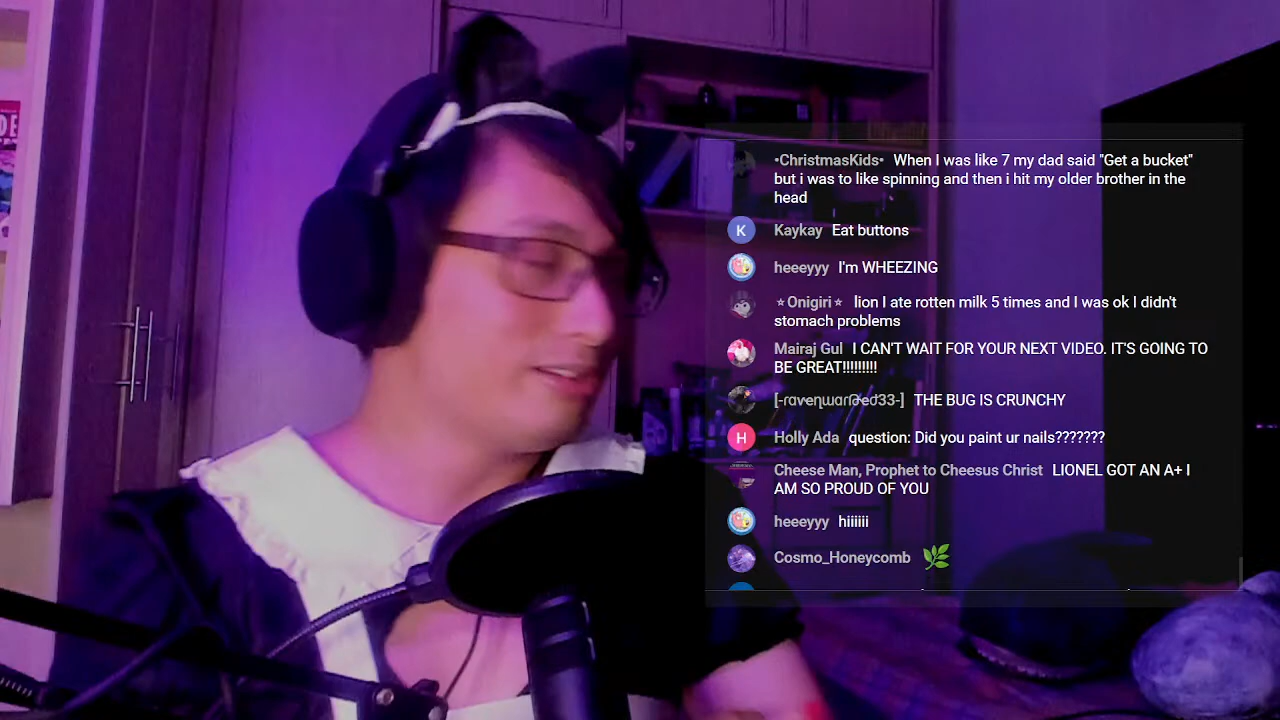 DE
•ChristmasKids• When I was like 7 my dad said "Get a bucket"
but i was to like spinning and then i hit my older brother in the
head
K Kaykay Eat buttons
heeeyyy I'm WHEEZING
⭐Onigiri⭐ lion I ate rotten milk 5 times and I was ok I didn't
stomach problems
Mairaj Gul I CAN'T WAIT FOR YOUR NEXT VIDEO. IT'S GOING TO
BE GREAT!!!!!!!!!
THE BUG IS CRUNCHY
H Holly Ada question: Did you paint ur nails???????
Cheese Man, Prophet to Cheesus Christ LIONEL GOT AN A+ I
AM SO PROUD OF YOU
heeeyyy hiiiiii
Cosmo_Honeycomb 🌿